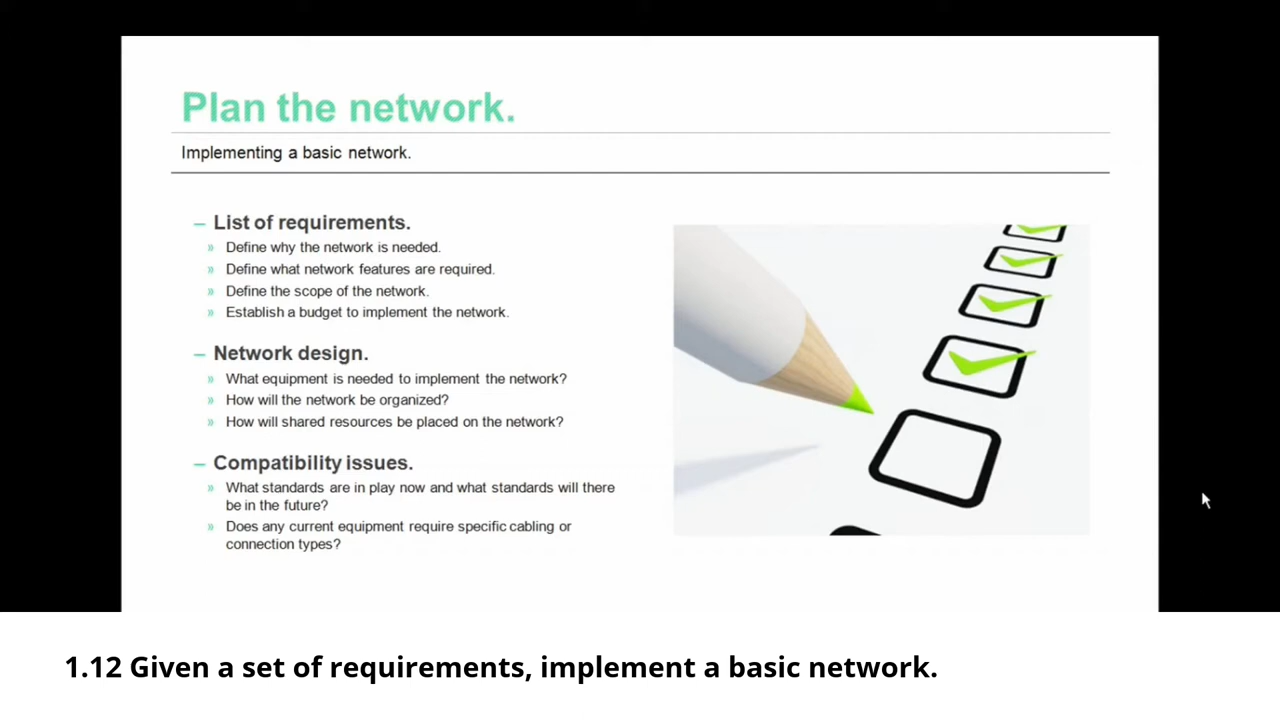 Plan the network.
Implementing a basic network.
– List of requirements.
» Define why the network is needed.
» Define what network features are required.
» Define the scope of the network.
» Establish a budget to implement the network.
– Network design.
» What equipment is needed to implement the network?
» How will the network be organized?
» How will shared resources be placed on the network?
– Compatibility issues.
» What standards are in play now and what standards will there
be in the future?
» Does any current equipment require specific cabling or
connection types?
1.12 Given a set of requirements, implement a basic network.